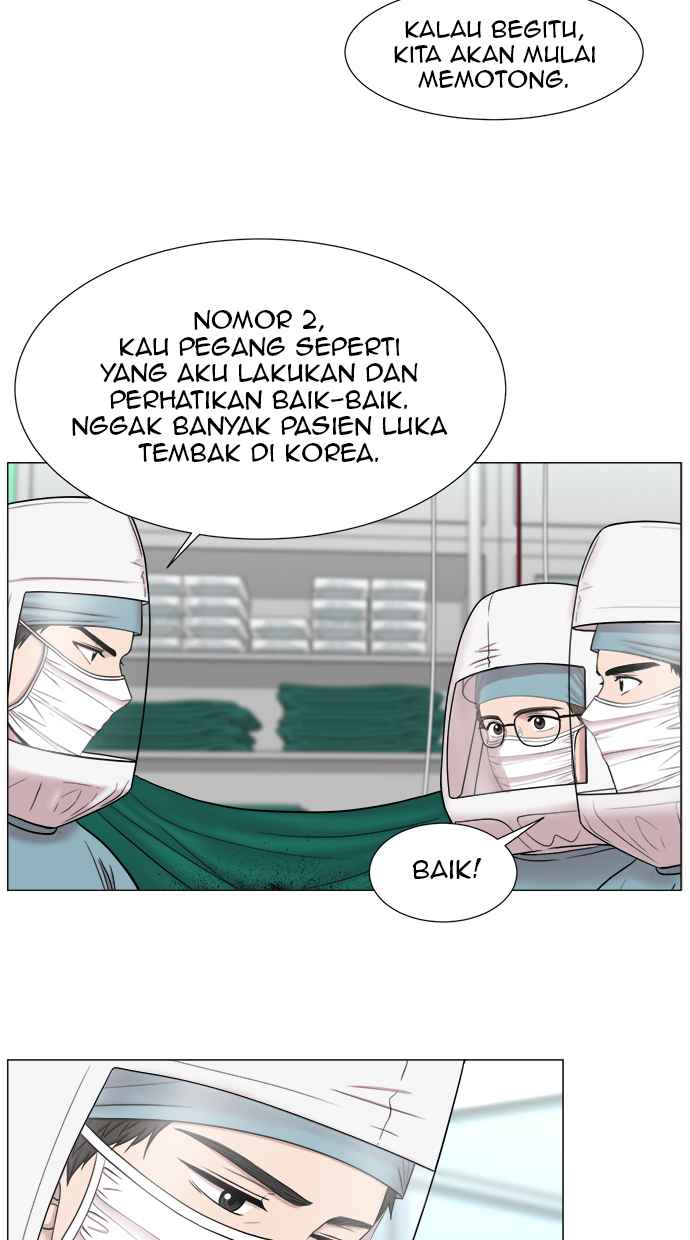 KALAU BEGITU,
KITA AKAN MULAI
MEMOTONG.
NOMOR 2,
KAU PEGANG SEPERTI
YANG AKU LAKUKAN DAN
PERHATIKAN BAIK-BAIK.
NGGAK BANYAK PASIEN LUKA
TEMBAK DI KOREA.
BAIK!